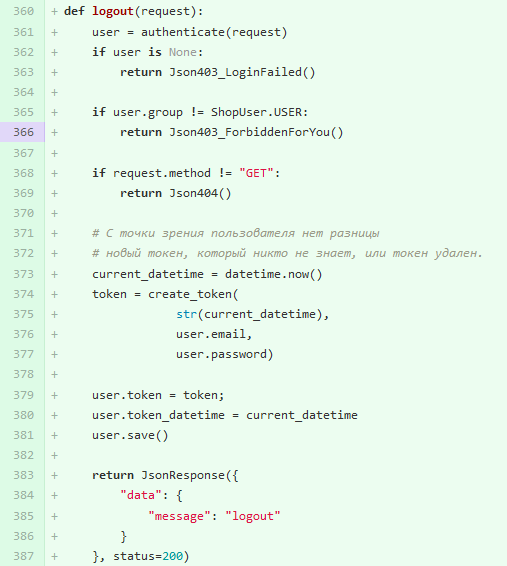 360 + def logout(request):
361 +     user = authenticate(request)
362 +     if user is None:
363 +         return Json403_LoginFailed()
364 +
365 +     if user.group != ShopUser.USER:
366 +         return Json403_ForbiddenForYou()
367 +
368 +     if request.method != "GET":
369 +         return Json404()
370 +
371 +     # С точки зрения пользователя нет разницы
372 +     # новый токен, который никто не знает, или токен удален.
373 +     current_datetime = datetime.now()
374 +     token = create_token(
375 +                 str(current_datetime),
376 +                 user.email,
377 +                 user.password)
378 +
379 +     user.token = token;
380 +     user.token_datetime = current_datetime
381 +     user.save()
382 +
383 +     return JsonResponse({
384 +         "data": {
385 +             "message": "logout"
386 +         }
387 +     }, status=200)